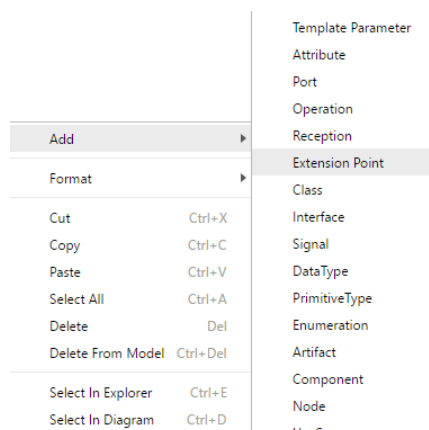 Add
Format
Cut Ctrl+X
Copy Ctrl+C
Paste Ctrl+V
Select All Ctrl+A
Delete Del
Delete From Model Ctrl+Del
Select In Explorer Ctrl+E
Select In Diagram Ctrl+D
Template Parameter
Attribute
Port
Operation
Reception
Extension Point
Class
Interface
Signal
DataType
PrimitiveType
Enumeration
Artifact
Component
Node